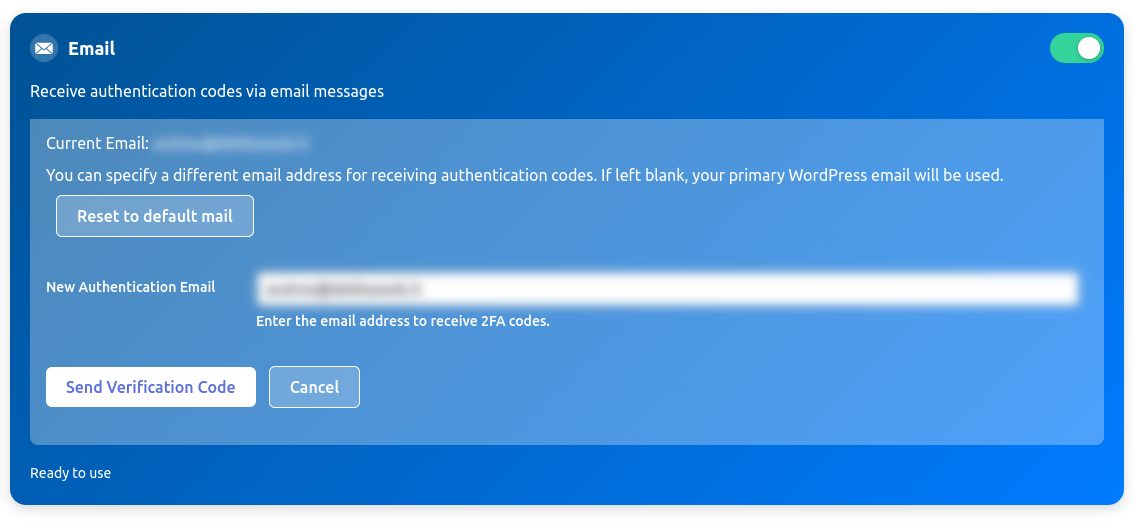 Email
Receive authentication codes via email messages
Current Email:
You can specify a different email address for receiving authentication codes. If left blank, your primary WordPress email will be used.
Reset to default mail
New Authentication Email
Enter the email address to receive 2FA codes.
Send Verification Code
Cancel
Ready to use